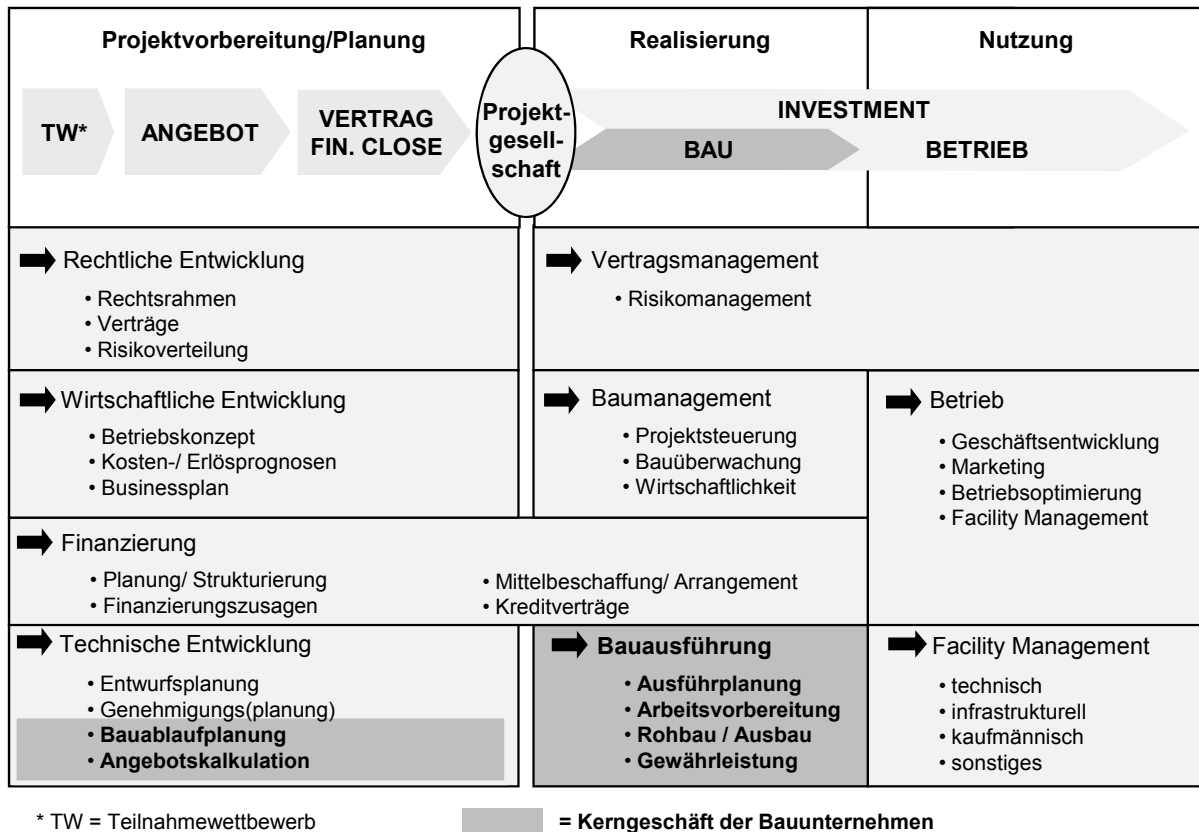 Projektvorbereitung/Planung
Realisierung
Nutzung
TW*
ANGEBOT
VERTRAG
FIN. CLOSE
Projekt-
gesell-
schaft
INVESTMENT
BAU
BETRIEB
Rechtliche Entwicklung
• Rechtsrahmen
• Verträge
• Risikoverteilung
Vertragsmanagement
• Risikomanagement
Wirtschaftliche Entwicklung
• Betriebskonzept
• Kosten-/ Erlösprognosen
• Businessplan
Baumanagement
• Projektsteuerung
• Bauüberwachung
• Wirtschaftlichkeit
Betrieb
• Geschäftsentwicklung
• Marketing
• Betriebsoptimierung
• Facility Management
Finanzierung
• Planung/ Strukturierung
• Finanzierungszusagen
• Mittelbeschaffung/ Arrangement
• Kreditverträge
Technische Entwicklung
• Entwurfsplanung
• Genehmigungs(planung)
• Bauablaufplanung
• Angebotskalkulation
Bauausführung
• Ausführplanung
• Arbeitsvorbereitung
• Rohbau / Ausbau
• Gewährleistung
Facility Management
• technisch
• infrastrukturell
• kaufmännisch
• sonstiges
* TW = Teilnahmewettbewerb
= Kerngeschäft der Bauunternehmen